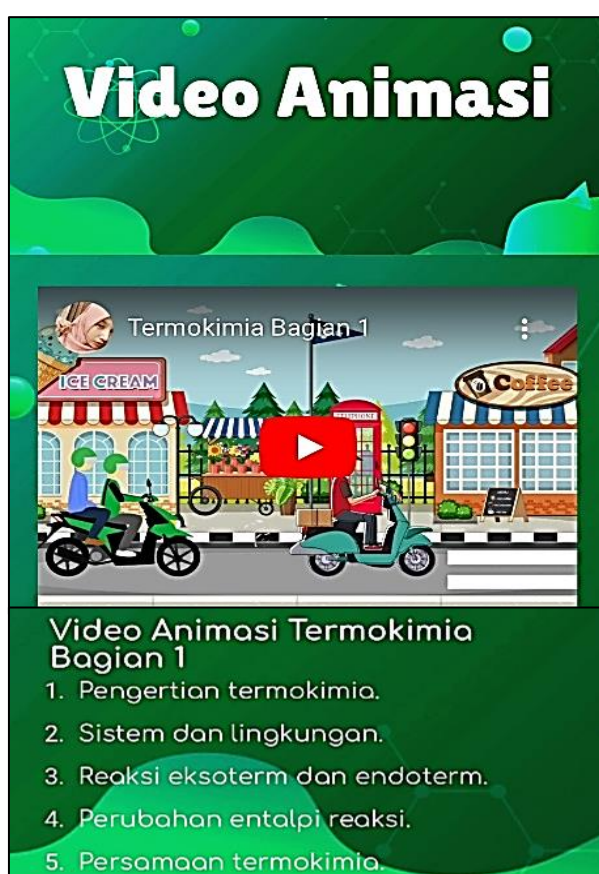 Video Animasi
Termokimia Bagian 1
ICE CREAM
TELEPHONE
Coffee
Video Animasi Termokimia
Bagian 1
1. Pengertian termokimia.
2. Sistem dan lingkungan.
3. Reaksi eksoterm dan endoterm.
4. Perubahan entalpi reaksi.
5. Persamaan termokimia.